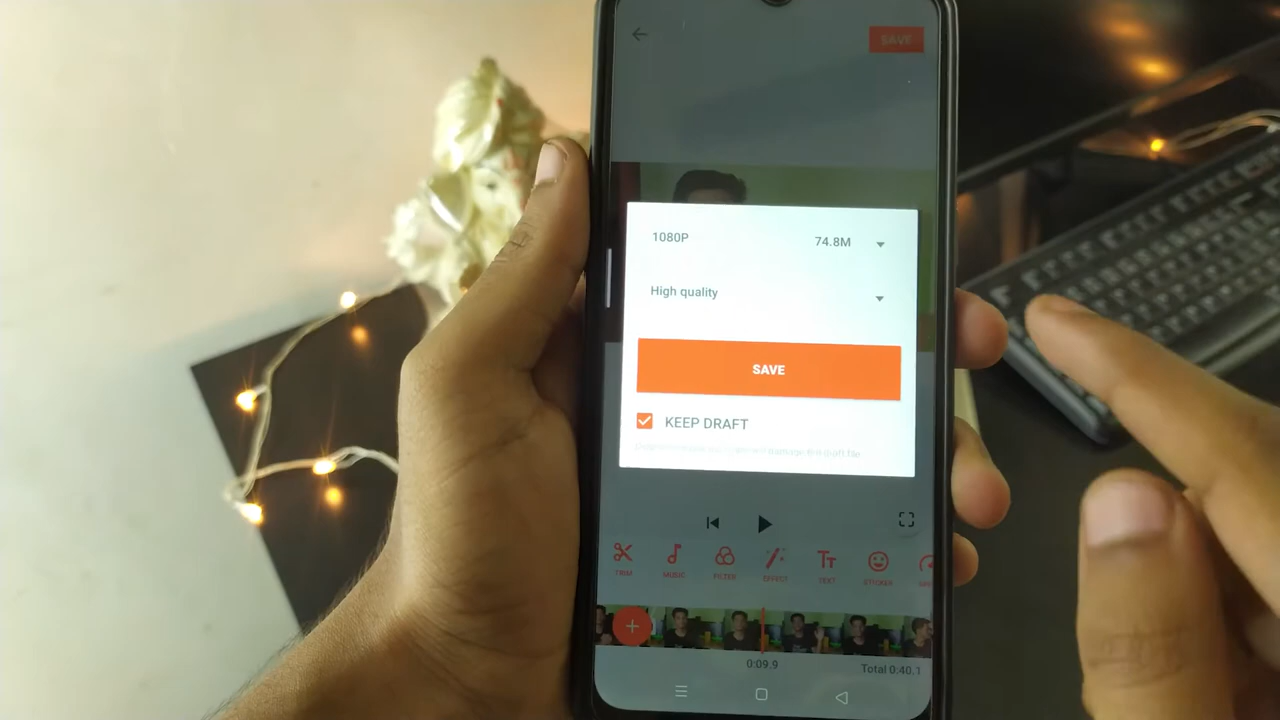 SAVE
1080P 74.8M
High quality
SAVE
KEEP DRAFT
TRIM MUSIC FILTER EFFECT TEXT STICKER
0:09.9 Total 0:40.1